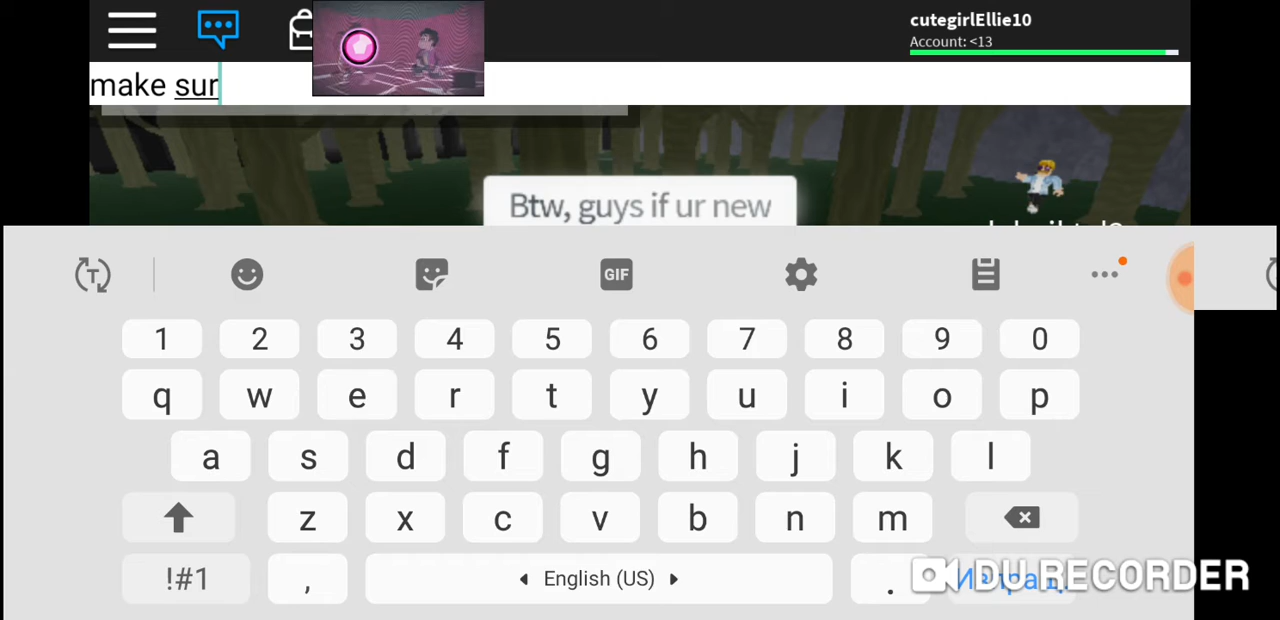 cutegirlEllie10
Account: <13
make sur
Btw, guys if ur new
T
GIF
1 2 3 4 5 6 7 8 9 0
q w e r t y u i o p
a s d f g h j k l
z x c v b n m
!#1 , English (US) .
DU RECORDER